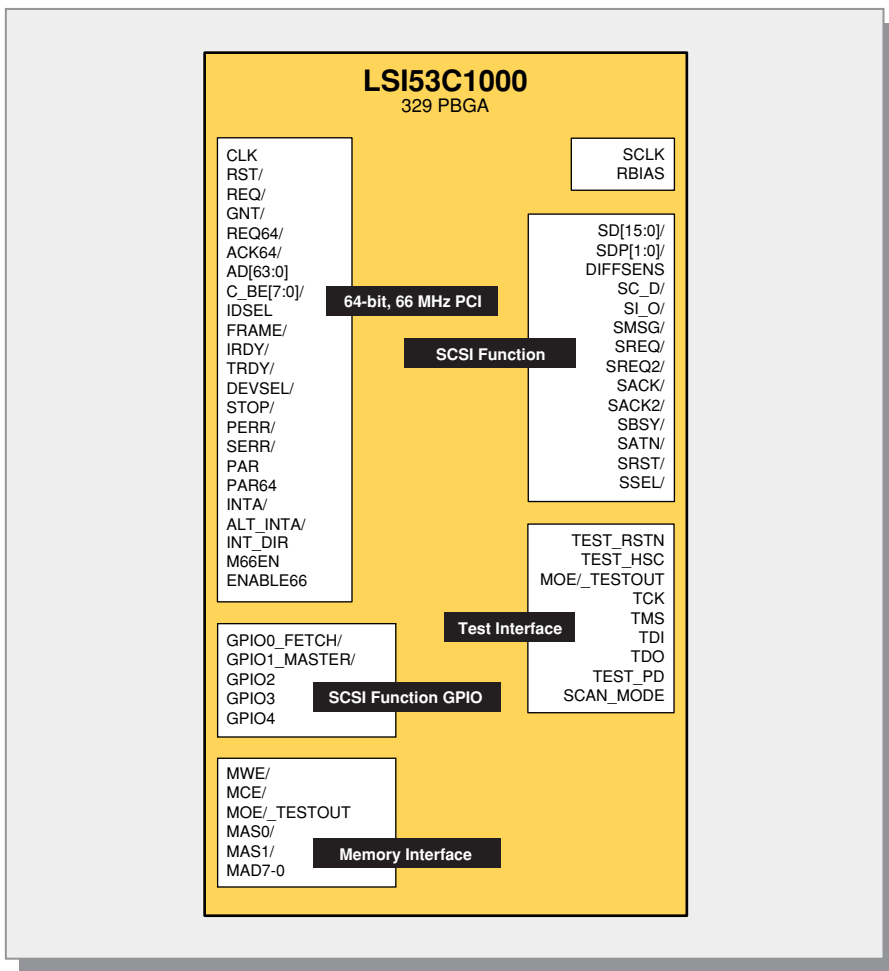 LSI53C1000
329 PBGA
CLK
RST/
REQ/
GNT/
REQ64/
ACK64/
AD[63:0]
C_BE[7:0]/
IDSEL
FRAME/
IRDY/
TRDY/
DEVSEL/
STOP/
PERR/
SERR/
PAR
PAR64
INTA/
ALT_INTA/
INT_DIR
M66EN
ENABLE66
64-bit, 66 MHz PCI
GPIO0_FETCH/
GPIO1_MASTER/
GPIO2
GPIO3
GPIO4
SCSI Function GPIO
MWE/
MCE/
MOE/_TESTOUT
MAS0/
MAS1/
MAD7-0
Memory Interface
SCLK
RBIAS
SD[15:0]/
SDP[1:0]/
DIFFSENS
SC_D/
SI_O/
SMSG/
SREQ/
SREQ2/
SACK/
SACK2/
SBSY/
SATN/
SRST/
SSEL/
SCSI Function
TEST_RSTN
TEST_HSC
MOE/_TESTOUT
TCK
TMS
TDI
TDO
TEST_PD
SCAN_MODE
Test Interface